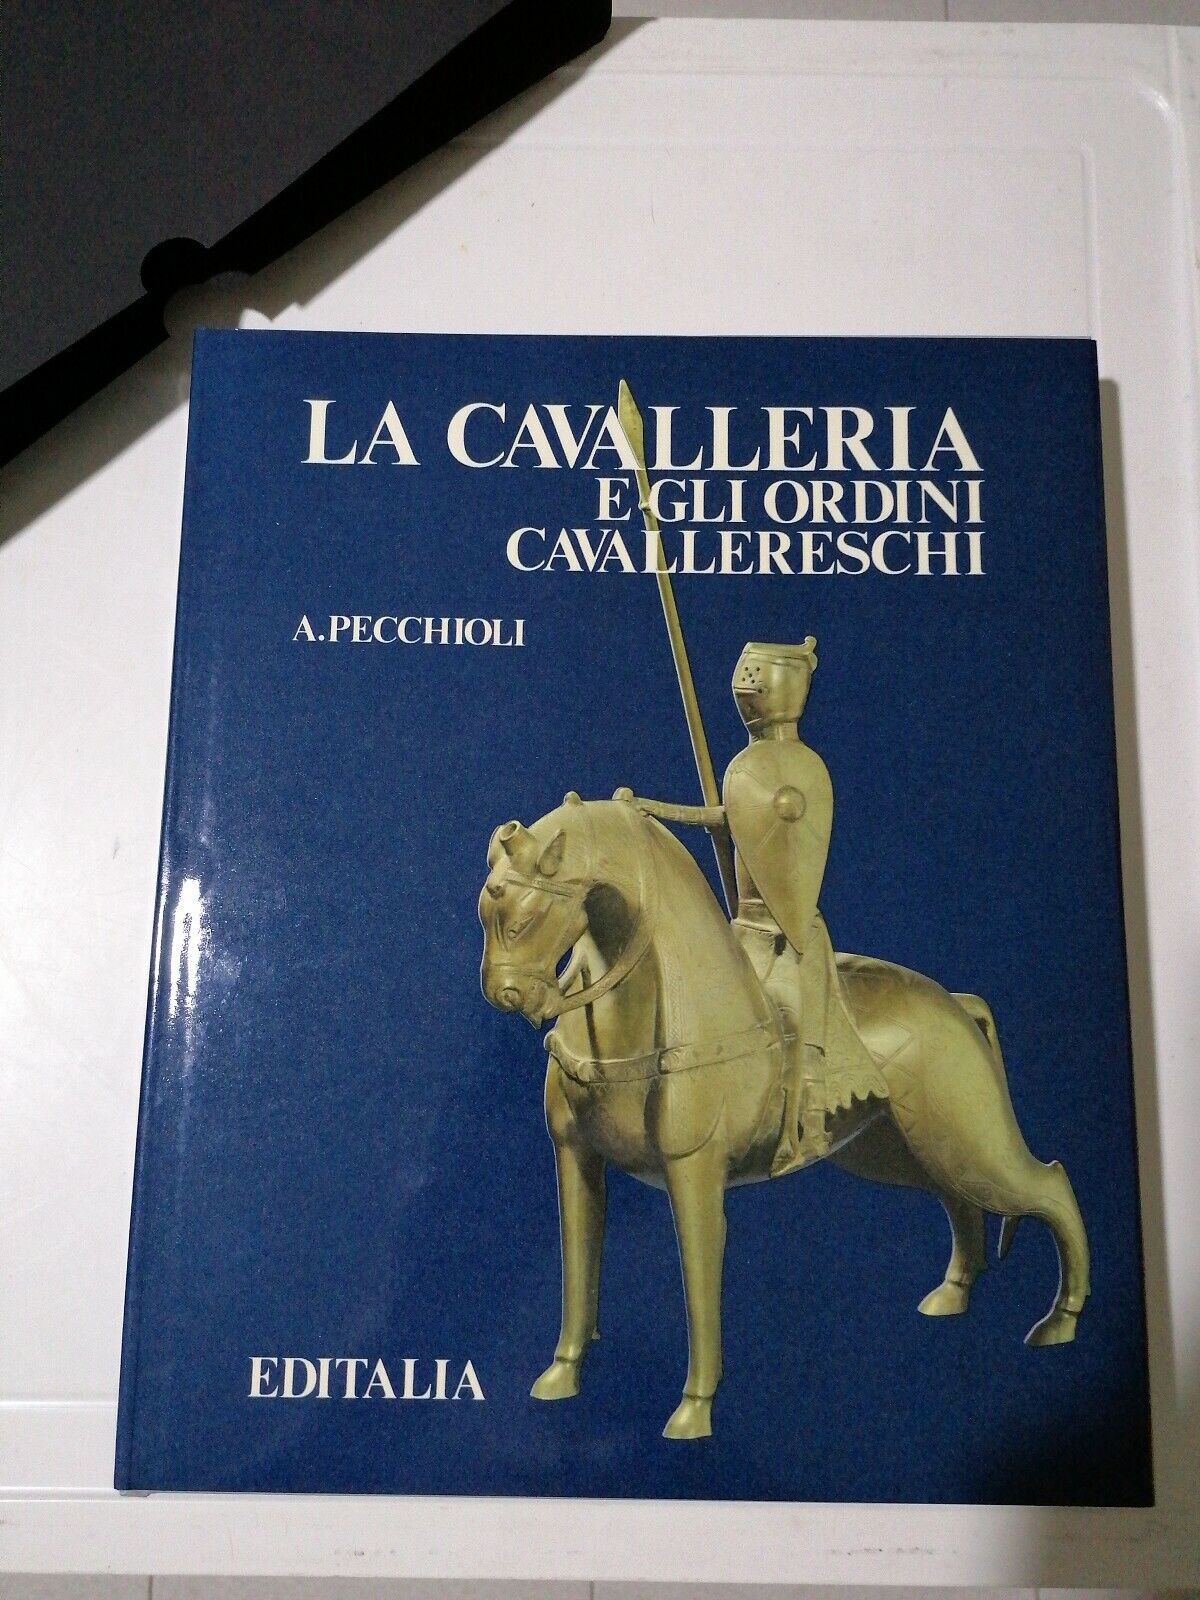 LA CAVALLERIA
E GLI ORDINI
CAVALLERESCHI
A.PECCHIOLI
EDITALIA